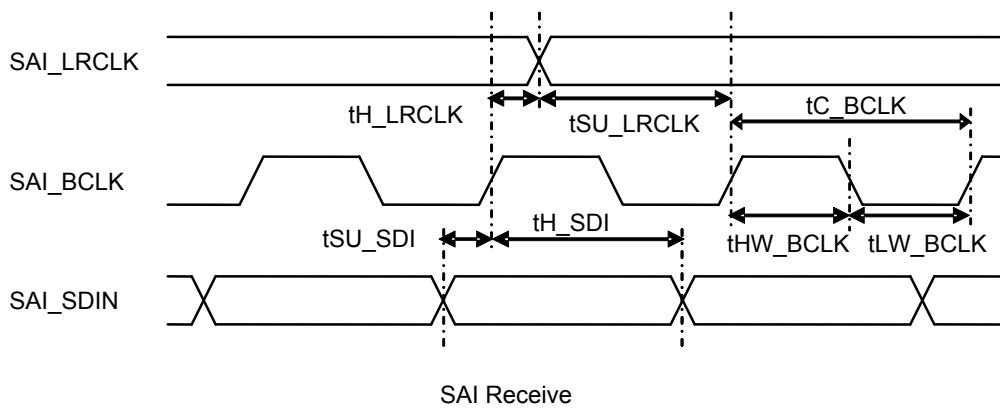 SAI_LRCLK
tH_LRCLK
tSU_LRCLK
tC_BCLK
SAI_BCLK
tSU_SDI
tH_SDI
tHW_BCLK
tLW_BCLK
SAI_SDIN
SAI Receive